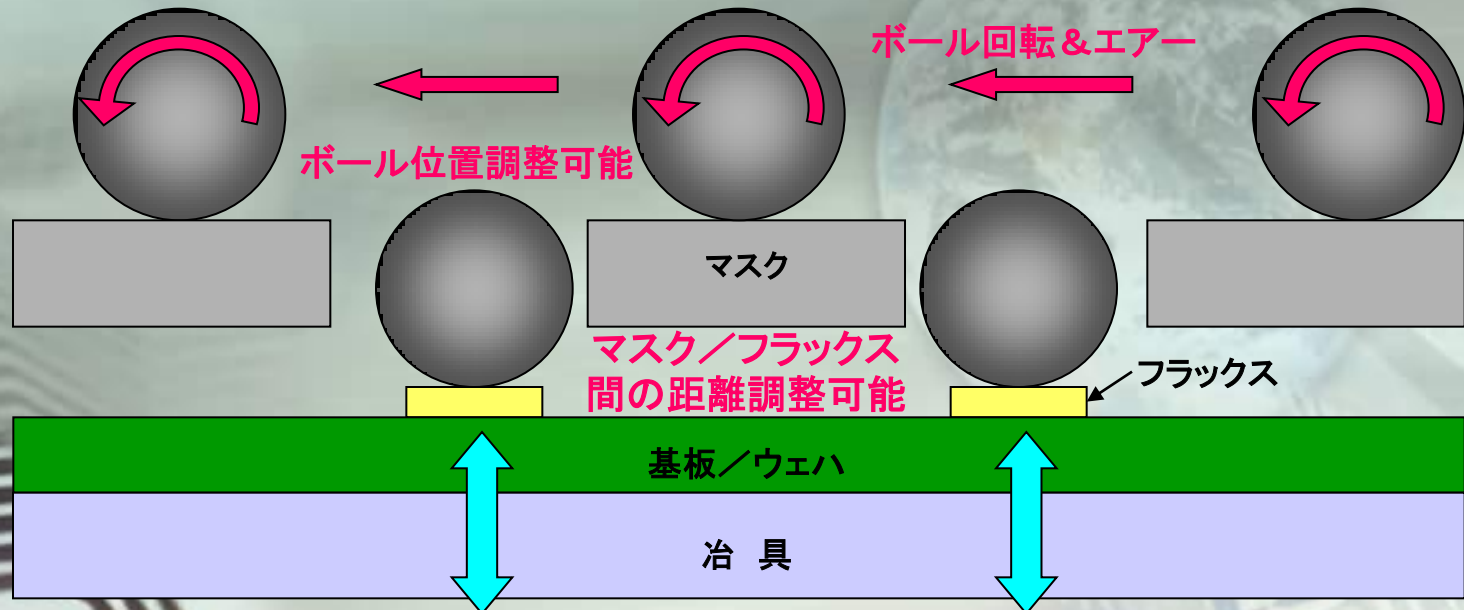 ボール回転＆エアー
ボール位置調整可能
マスク
マスク／フラックス
間の距離調整可能
フラックス
基板／ウェハ
冶　具